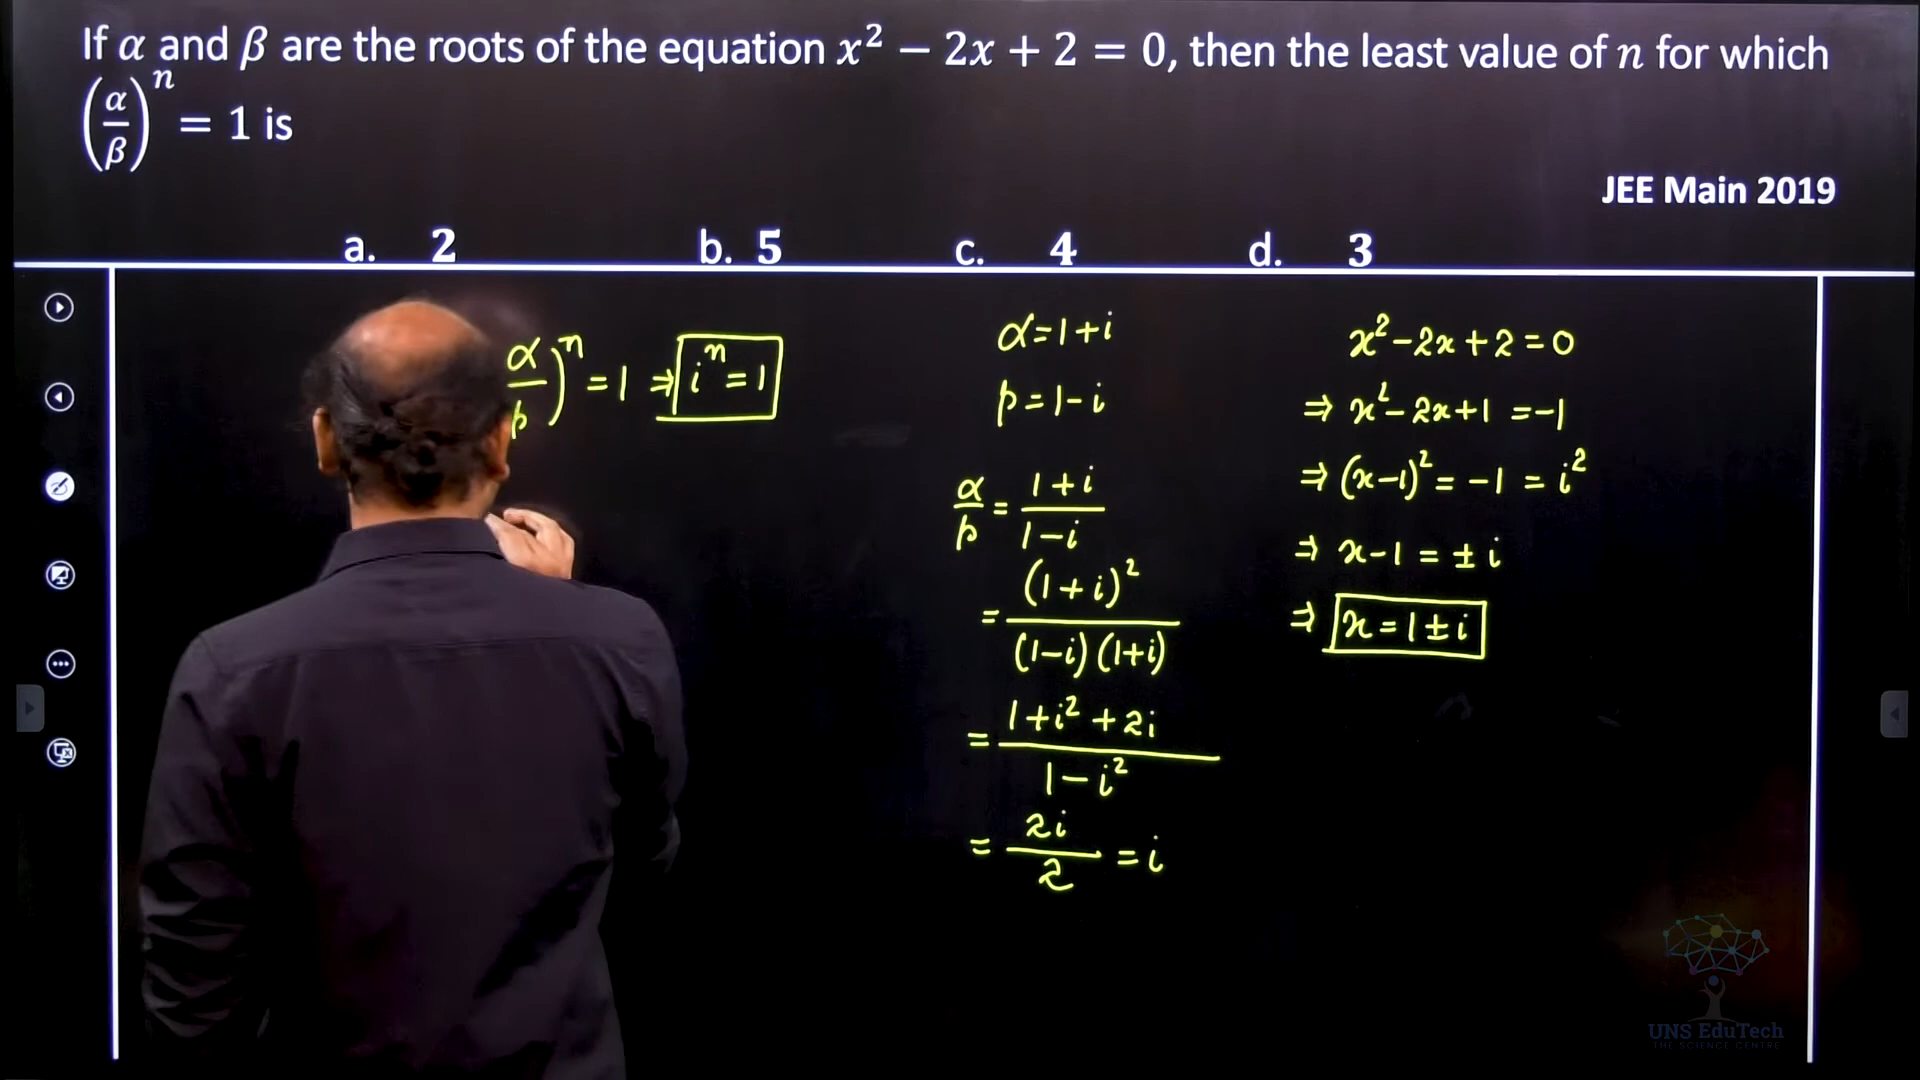 If α and β are the roots of the equation x² − 2x + 2 = 0, then the least value of n for which
(α/β)ⁿ = 1 is
JEE Main 2019
a. 2 b. 5 c. 4 d. 3
α/β)ⁿ = 1 ⇒ iⁿ = 1
α = 1 + i
β = 1 − i
α/β = (1 + i)/(1 − i)
= (1 + i)²/(1 − i)(1 + i)
= (1 + i² + 2i)/(1 − i²)
= 2i/2 = i
x² − 2x + 2 = 0
⇒ x² − 2x + 1 = −1
⇒ (x − 1)² = −1 = i²
⇒ x − 1 = ± i
⇒ x = 1 ± i
UNS EduTech
THE SCIENCE CENTRE